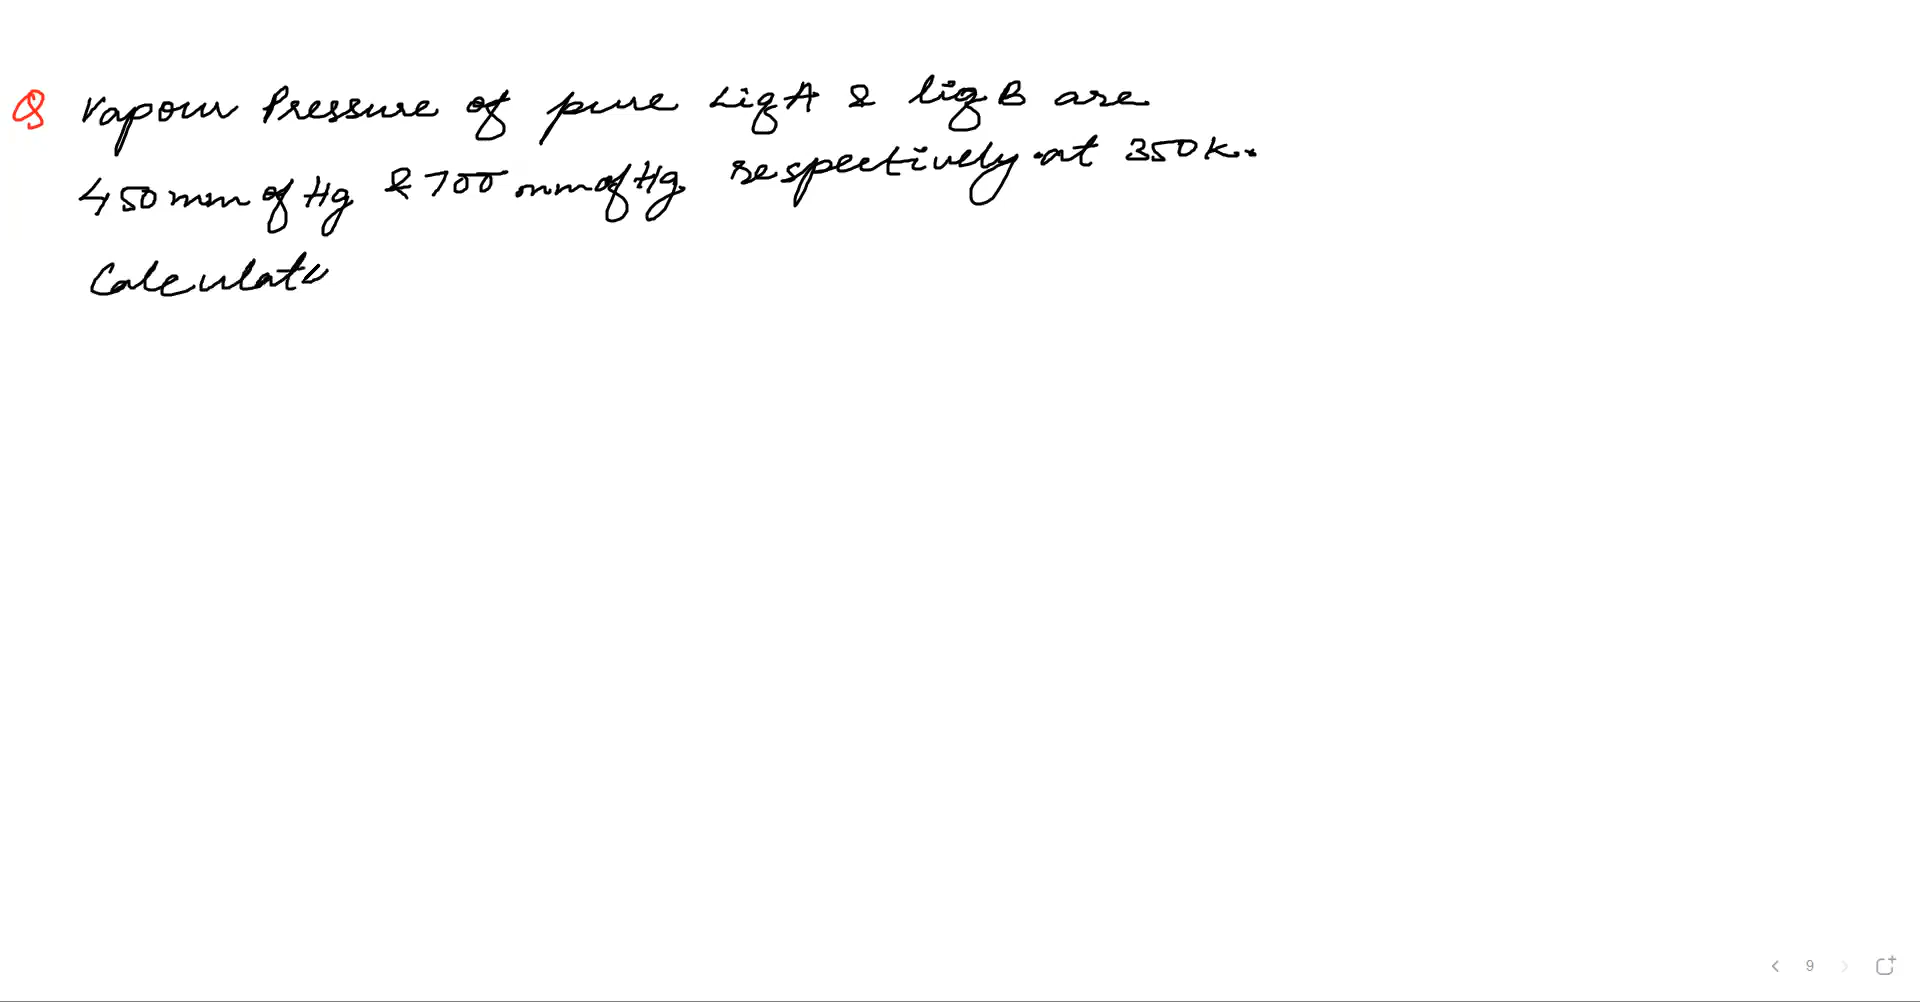 Q Vapour Pressure of pure Liq A & liq B are
450 mm of Hg & 700 mm of Hg respectively at 350 K.
Calculate
9